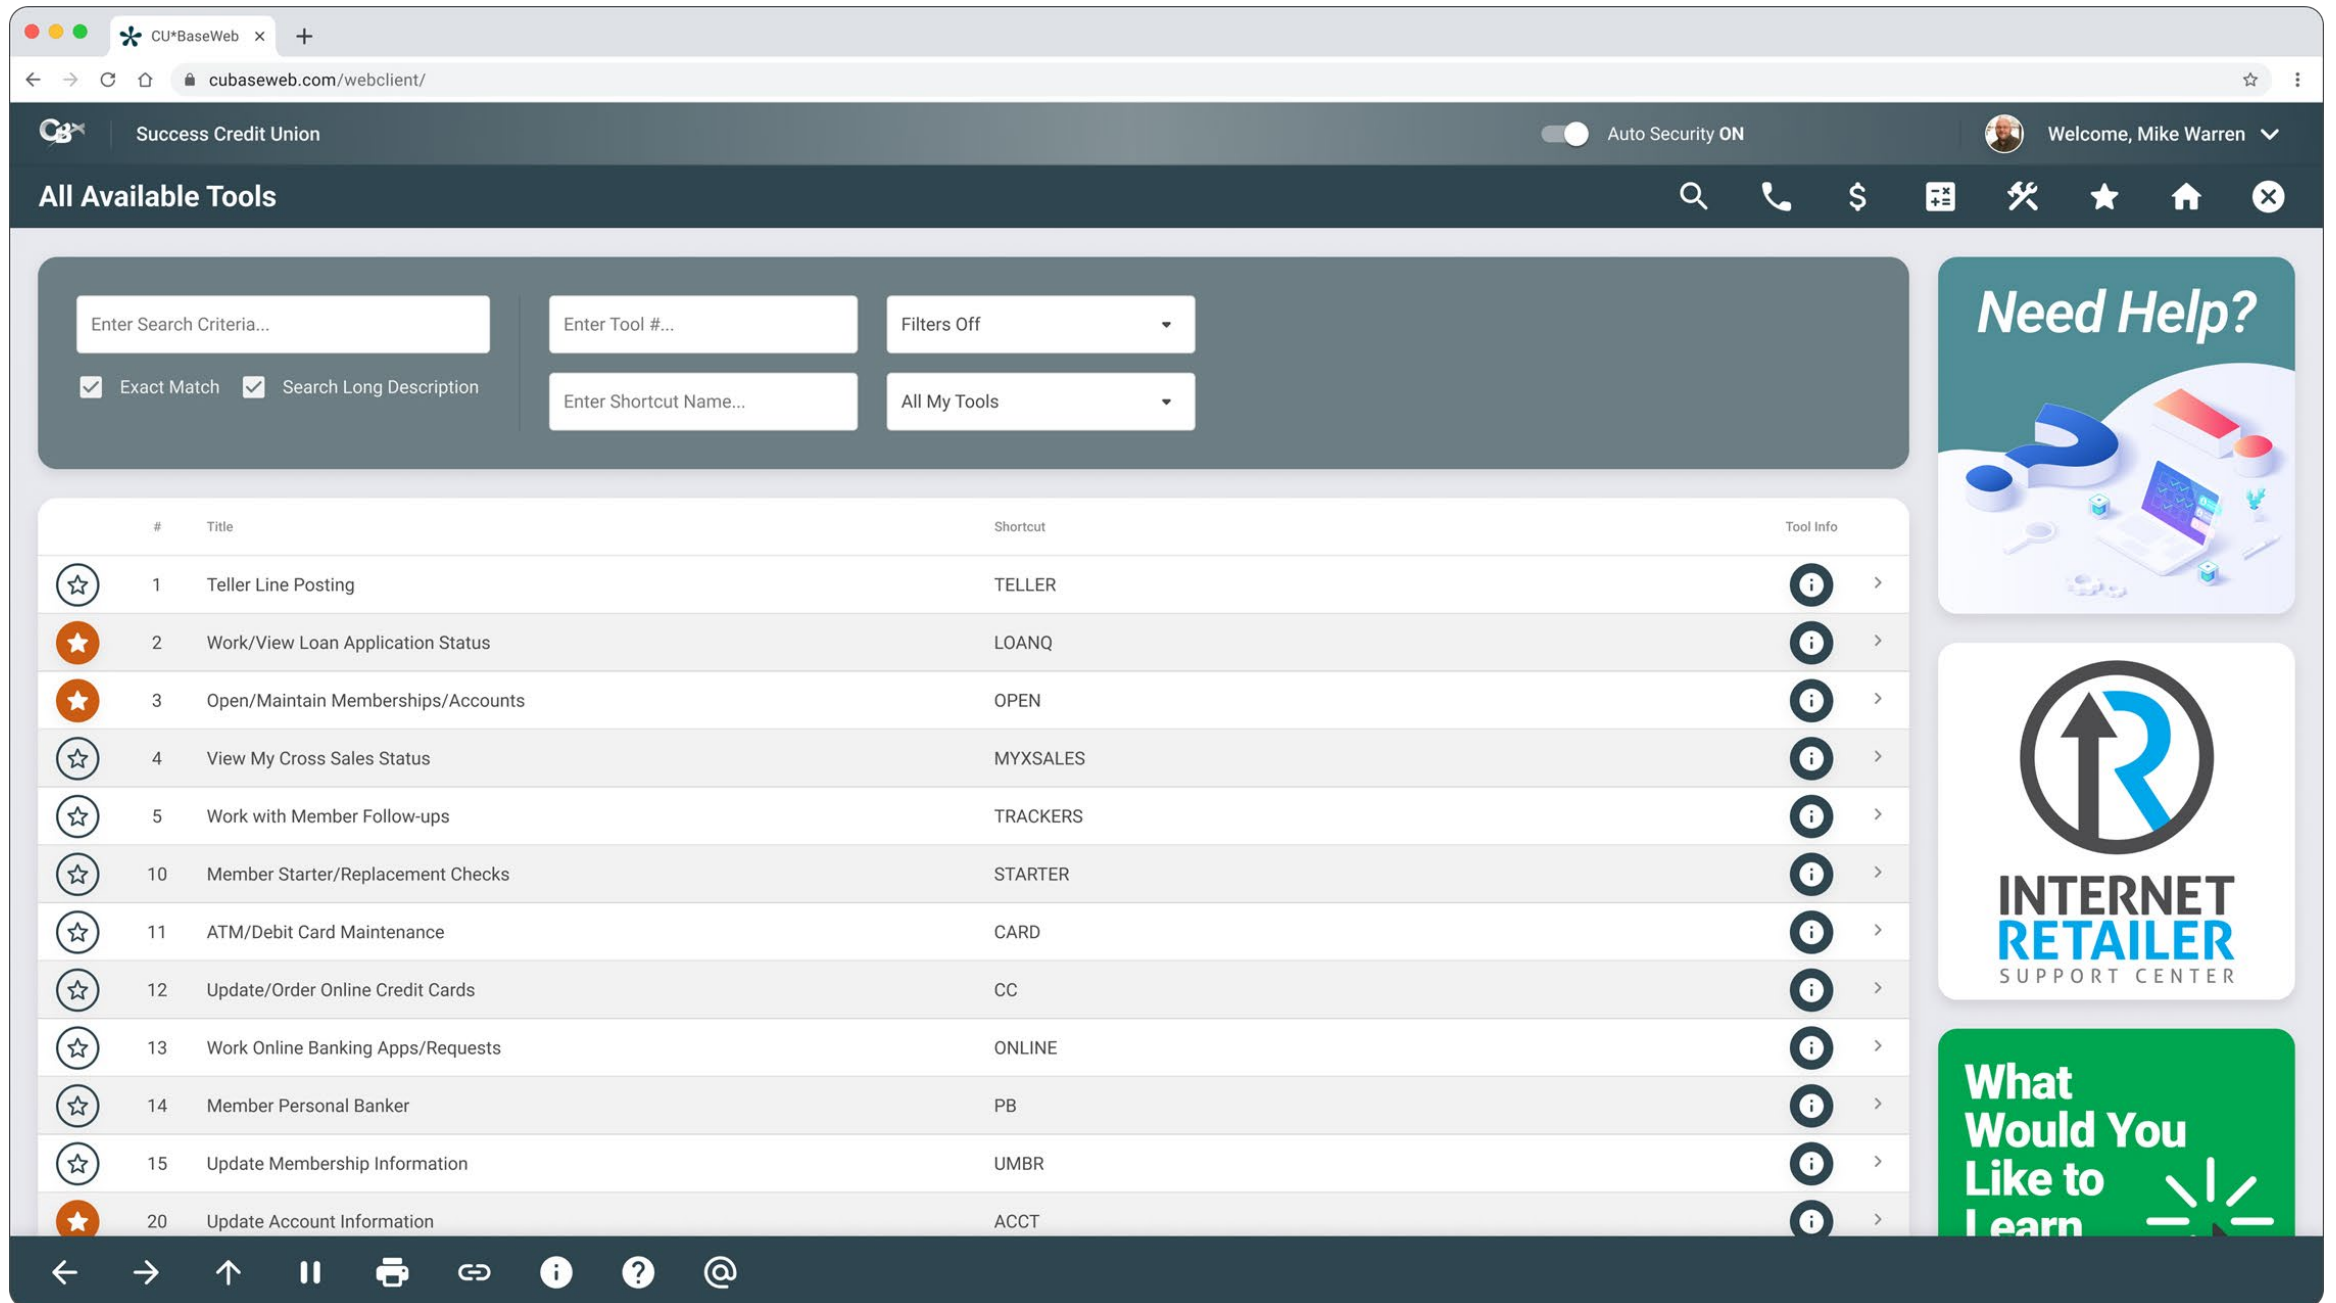 CU*BaseWeb
cubaseweb.com/webclient/
CBX
Success Credit Union
Auto Security ON
Welcome, Mike Warren
All Available Tools
Enter Search Criteria...
Enter Tool #...
Filters Off
Exact Match
Search Long Description
Enter Shortcut Name...
All My Tools
# Title Shortcut Tool Info
1 Teller Line Posting TELLER
2 Work/View Loan Application Status LOANQ
3 Open/Maintain Memberships/Accounts OPEN
4 View My Cross Sales Status MYXSALES
5 Work with Member Follow-ups TRACKERS
10 Member Starter/Replacement Checks STARTER
11 ATM/Debit Card Maintenance CARD
12 Update/Order Online Credit Cards CC
13 Work Online Banking Apps/Requests ONLINE
14 Member Personal Banker PB
15 Update Membership Information UMBR
20 Update Account Information ACCT
Need Help?
INTERNET
RETAILER
SUPPORT CENTER
What
Would You
Like to
Learn